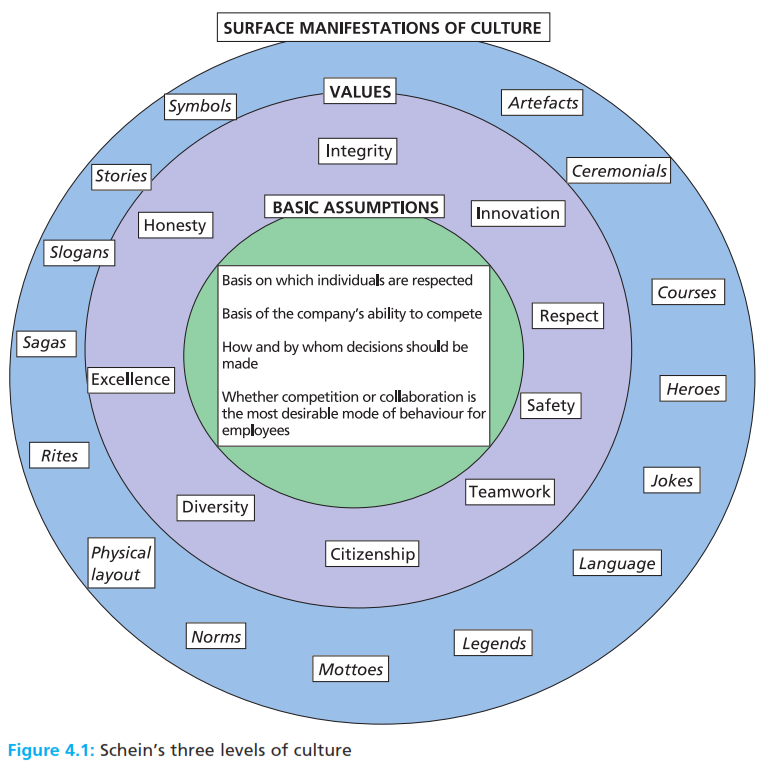 SURFACE MANIFESTATIONS OF CULTURE
VALUES
Symbols
Artefacts
Integrity
Stories
Ceremonials
BASIC ASSUMPTIONS
Honesty
Innovation
Slogans
Basis on which individuals are respected
Basis of the company's ability to compete
How and by whom decisions should be
made
Whether competition or collaboration is
the most desirable mode of behaviour for
employees
Courses
Respect
Sagas
Excellence
Heroes
Safety
Rites
Jokes
Teamwork
Diversity
Physical
layout
Citizenship
Language
Norms
Legends
Mottoes
Figure 4.1: Schein's three levels of culture